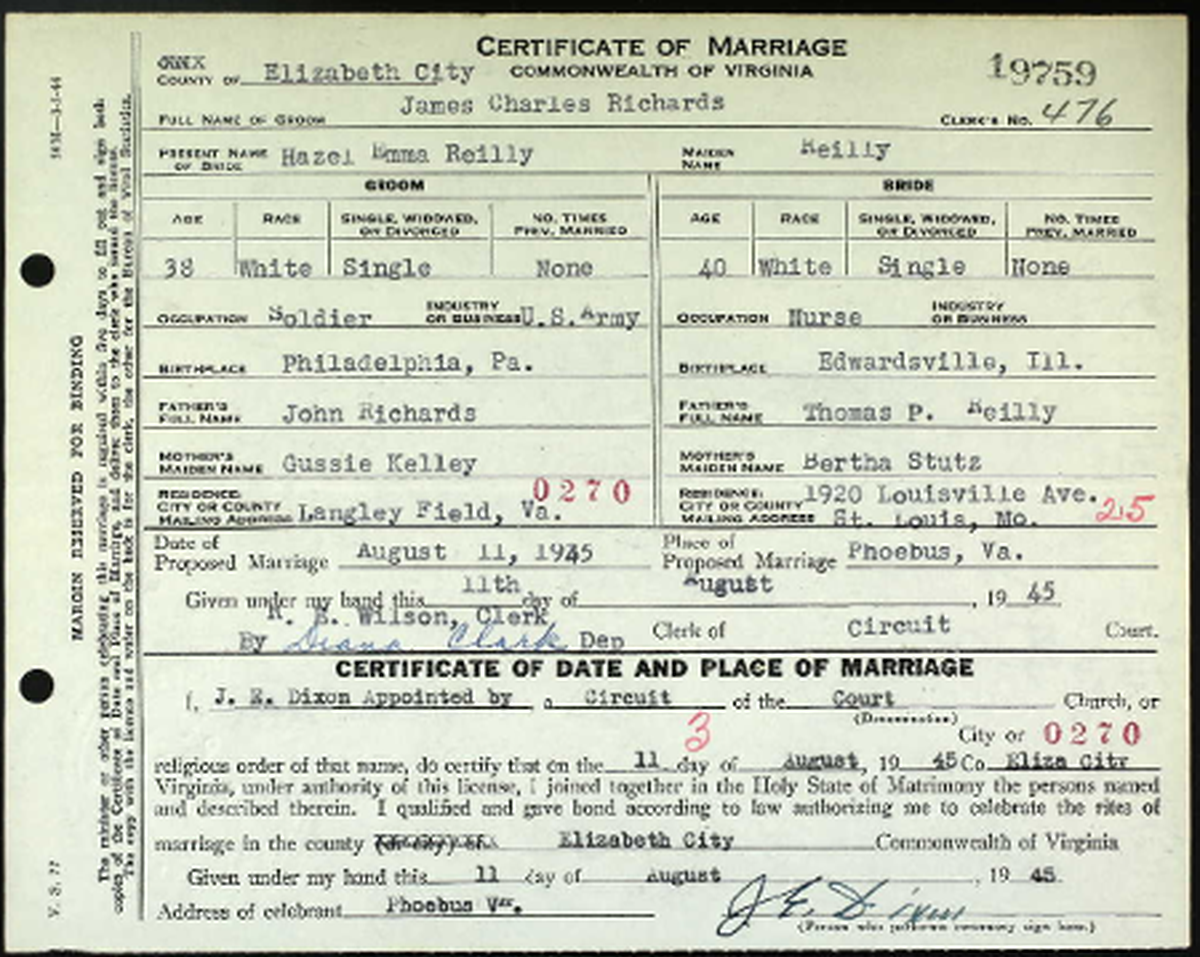 CERTIFICATE OF MARRIAGE
COMMONWEALTH OF VIRGINIA
COUNTY OF Elizabeth City
19759
FULL NAME OF GROOM James Charles Richards CLERK'S No. 476
PRESENT NAME OF BRIDE Hazel Emma Reilly MAIDEN NAME Reilly
GROOM BRIDE
AGE RACE SINGLE, WIDOWED, OR DIVORCED NO. TIMES PREV. MARRIED AGE RACE SINGLE, WIDOWED, OR DIVORCED NO. TIMES PREV. MARRIED
38 White Single None 40 White Single None
OCCUPATION Soldier INDUSTRY OR BUSINESS U.S.Army OCCUPATION Nurse INDUSTRY OR BUSINESS
BIRTHPLACE Philadelphia, Pa. BIRTHPLACE Edwardsville, Ill.
FATHER'S FULL NAME John Richards FATHER'S FULL NAME Thomas P. Reilly
MOTHER'S MAIDEN NAME Gussie Kelley MOTHER'S MAIDEN NAME Bertha Stutz
0270
RESIDENCE: CITY OR COUNTY MAILING ADDRESS Langley Field, Va. RESIDENCE: CITY OR COUNTY MAILING ADDRESS 1920 Louisville Ave. St. Louis, Mo. 25
Date of Proposed Marriage August 11, 1945 Place of Proposed Marriage Phoebus, Va.
Given under my hand this 11th day of August, 19 45
R. E. Wilson, Clerk
By Diana Clark Dep Clerk of Circuit Court.
CERTIFICATE OF DATE AND PLACE OF MARRIAGE
I, J. E. Dixon Appointed by a Circuit of the Court Church, or
(Denomination)
3 City or 0270
religious order of that name, do certify that on the 11 day of August, 19 45 Co Eliza City
Virginia, under authority of this license, I joined together in the Holy State of Matrimony the persons named
and described therein. I qualified and gave bond according to law authorizing me to celebrate the rites of
marriage in the county (or city) of Elizabeth City Commonwealth of Virginia
Given under my hand this 11 day of August, 19 45.
Address of celebrant Phoebus Va. J E. Dixon
(Person who performs ceremony sign here.)
MARGIN RESERVED FOR BINDING
V. S. 77